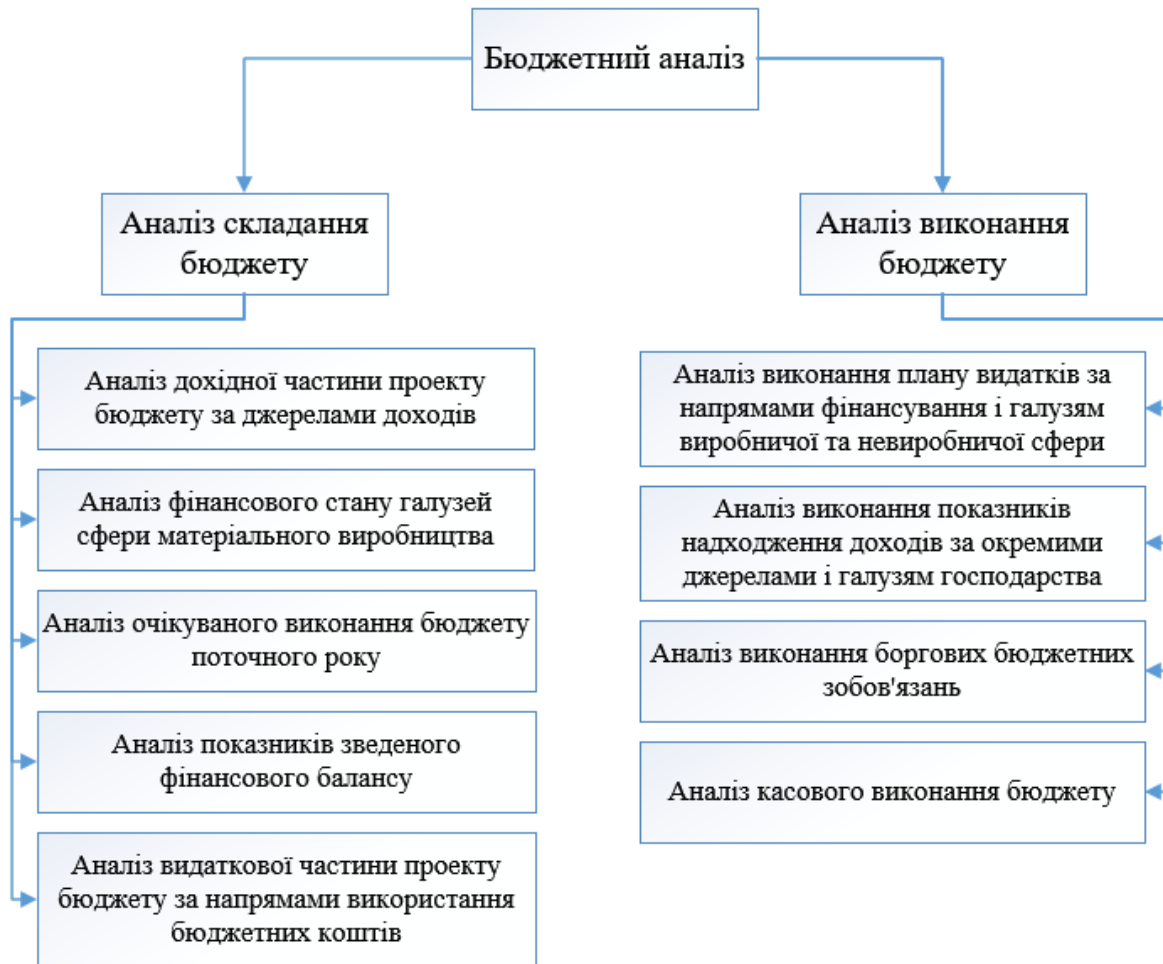 Бюджетний аналіз
Аналіз складання
бюджету
Аналіз дохідної частини проекту
бюджету за джерелами доходів
Аналіз фінансового стану галузей
сфери матеріального виробництва
Аналіз очікуваного виконання бюджету
поточного року
Аналіз показників зведеного
фінансового балансу
Аналіз видаткової частини проекту
бюджету за напрямами використання
бюджетних коштів
Аналіз виконання
бюджету
Аналіз виконання плану видатків за
напрямами фінансування і галузям
виробничої та невиробничої сфери
Аналіз виконання показників
надходження доходів за окремими
джерелами і галузям господарства
Аналіз виконання боргових бюджетних
зобов'язань
Аналіз касового виконання бюджету